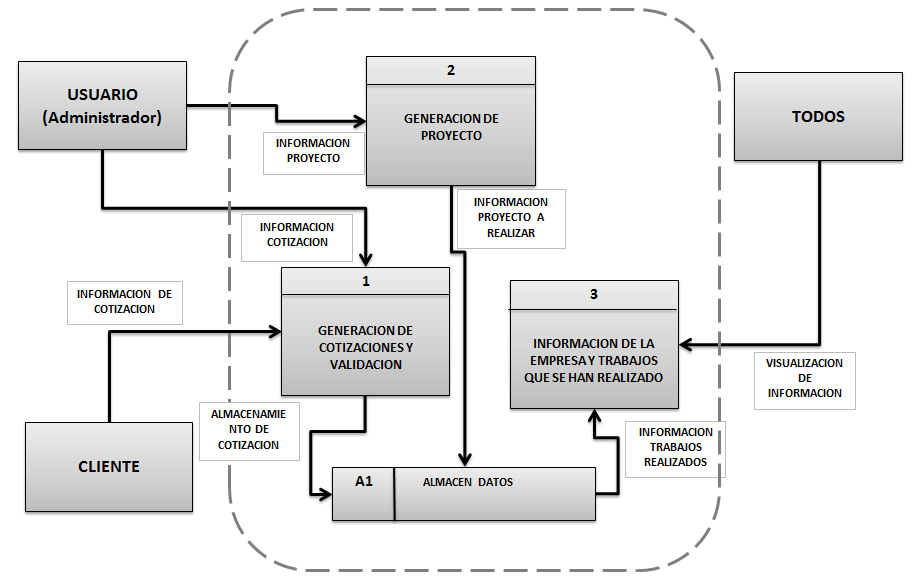 USUARIO
(Administrador)
2
GENERACION DE
PROYECTO
TODOS
INFORMACION
PROYECTO
INFORMACION
PROYECTO A
REALIZAR
INFORMACION
COTIZACION
1
GENERACION DE
COTIZACIONES Y
VALIDACION
INFORMACION DE
COTIZACION
3
INFORMACION DE LA
EMPRESA Y TRABAJOS
QUE SE HAN REALIZADO
VISUALIZACION
DE
INFORMACION
ALMACENAMIE
NTO DE
COTIZACION
INFORMACION
TRABAJOS
REALIZADOS
CLIENTE
A1
ALMACEN DATOS